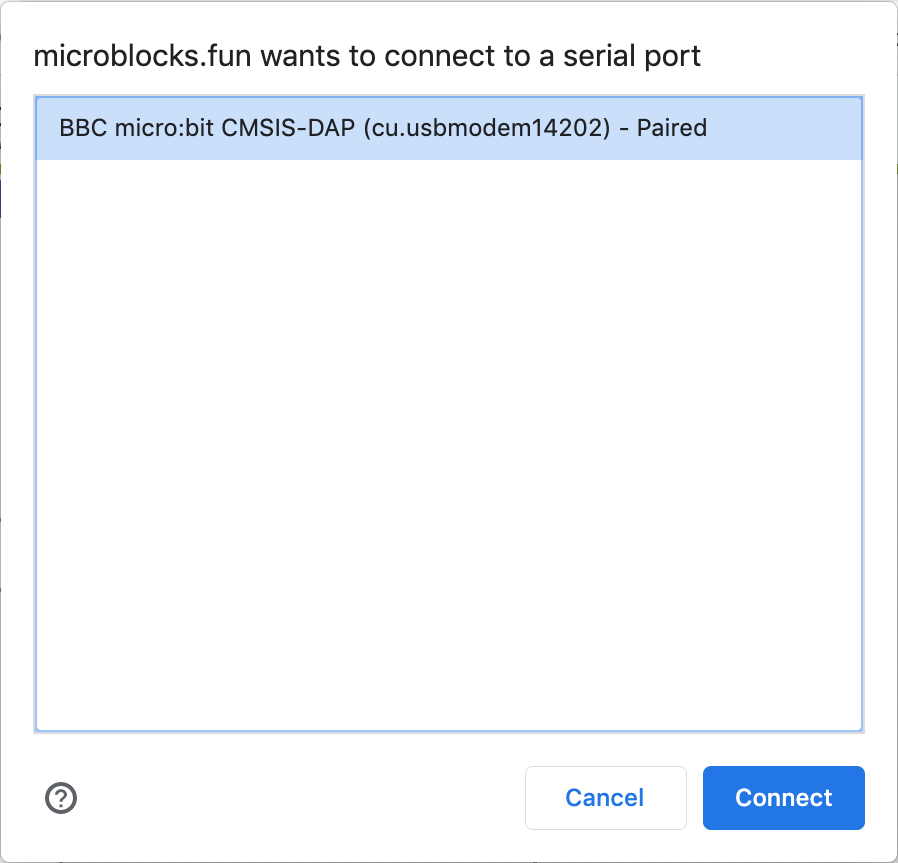 microblocks.fun wants to connect to a serial port
BBC micro:bit CMSIS-DAP (cu.usbmodem14202) - Paired
?
Cancel
Connect